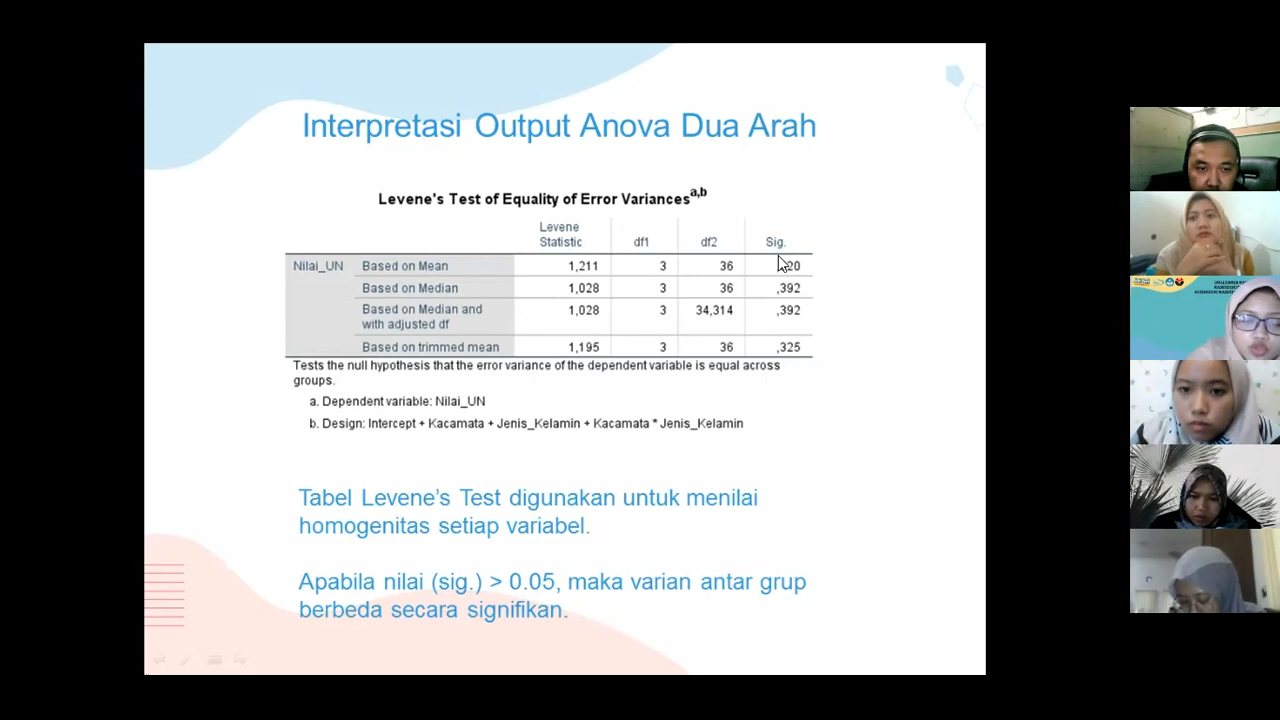 Interpretasi Output Anova Dua Arah
Levene's Test of Equality of Error Variancesa,b
Levene Statistic df1 df2 Sig.
Nilai_UN Based on Mean 1,211 3 36
Based on Median 1,028 3 36 ,392
Based on Median and with adjusted df 1,028 3 34,314 ,392
Based on trimmed mean 1,195 3 36 ,325
Tests the null hypothesis that the error variance of the dependent variable is equal across
groups.
a. Dependent variable: Nilai_UN
b. Design: Intercept + Kacamata + Jenis_Kelamin + Kacamata * Jenis_Kelamin
Tabel Levene's Test digunakan untuk menilai
homogenitas setiap variabel.
Apabila nilai (sig.) > 0.05, maka varian antar grup
berbeda secara signifikan.